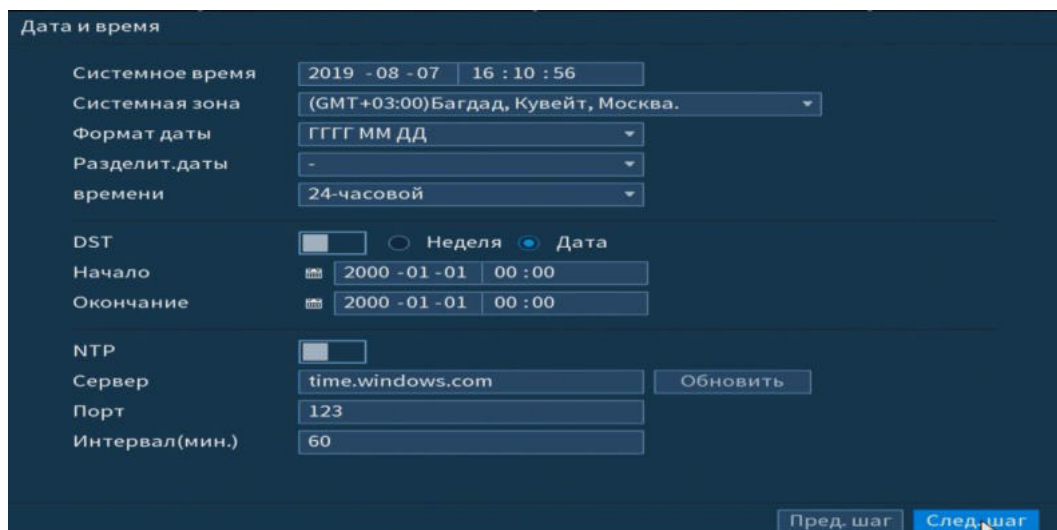 Дата и время
Системное время 2019 - 08 - 07 16 : 10 : 56
Системная зона (GMT+03:00)Багдад, Кувейт, Москва.
Формат даты ГГГГ ММ ДД
Разделит.даты -
времени 24-часовой
DST Неделя Дата
Начало 2000 - 01 - 01 00 : 00
Окончание 2000 - 01 - 01 00 : 00
NTP
Сервер time.windows.com Обновить
Порт 123
Интервал(мин.) 60
Пред. шаг След. шаг